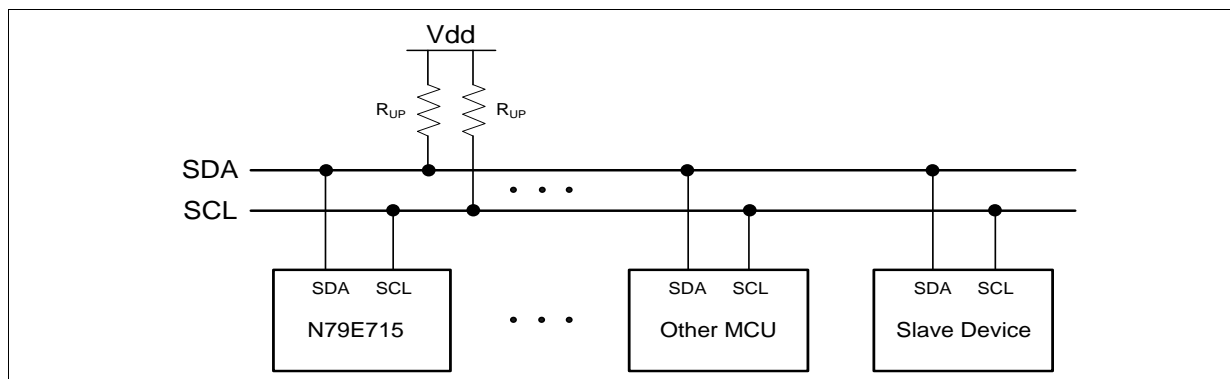 Vdd
RUP RUP
SDA
SCL
SDA SCL SDA SCL SDA SCL
N79E715 Other MCU Slave Device